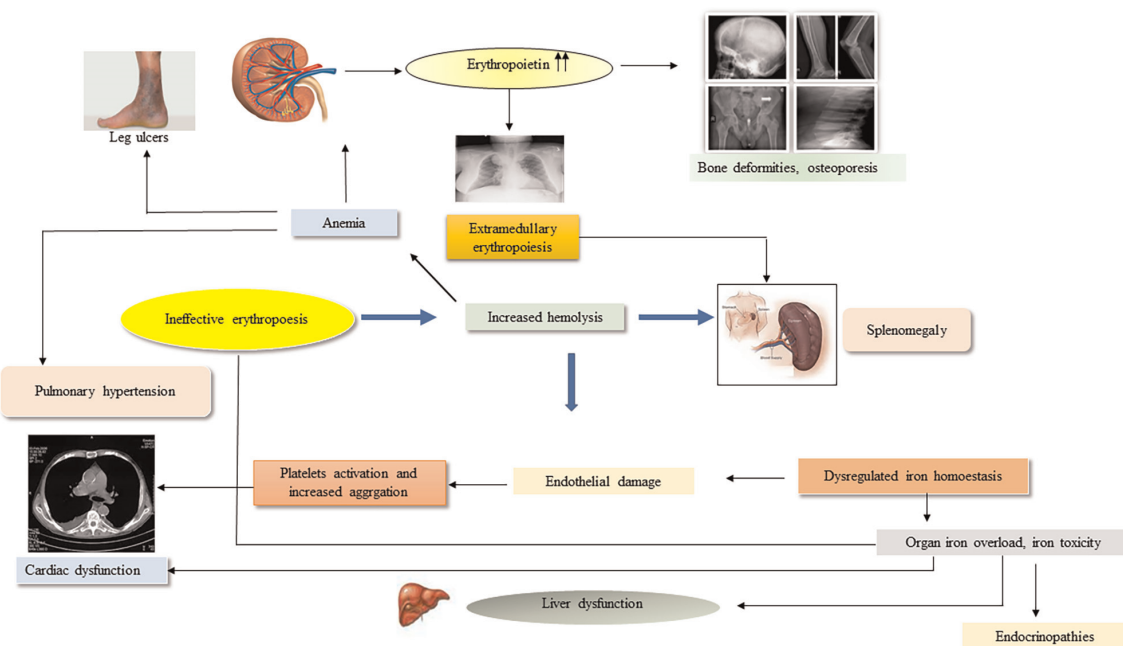 Erythropoietin
Leg ulcers
Bone deformities, osteoporesis
Anemia
Extramedullary
erythropoiesis
Ineffective erythropoesis
Increased hemolysis
Splenomegaly
Pulmonary hypertension
Platelets activation and
increased aggrgation
Endothelial damage
Dysregulated iron homoestasis
Organ iron overload, iron toxicity
Cardiac dysfunction
Liver dysfunction
Endocrinopathies